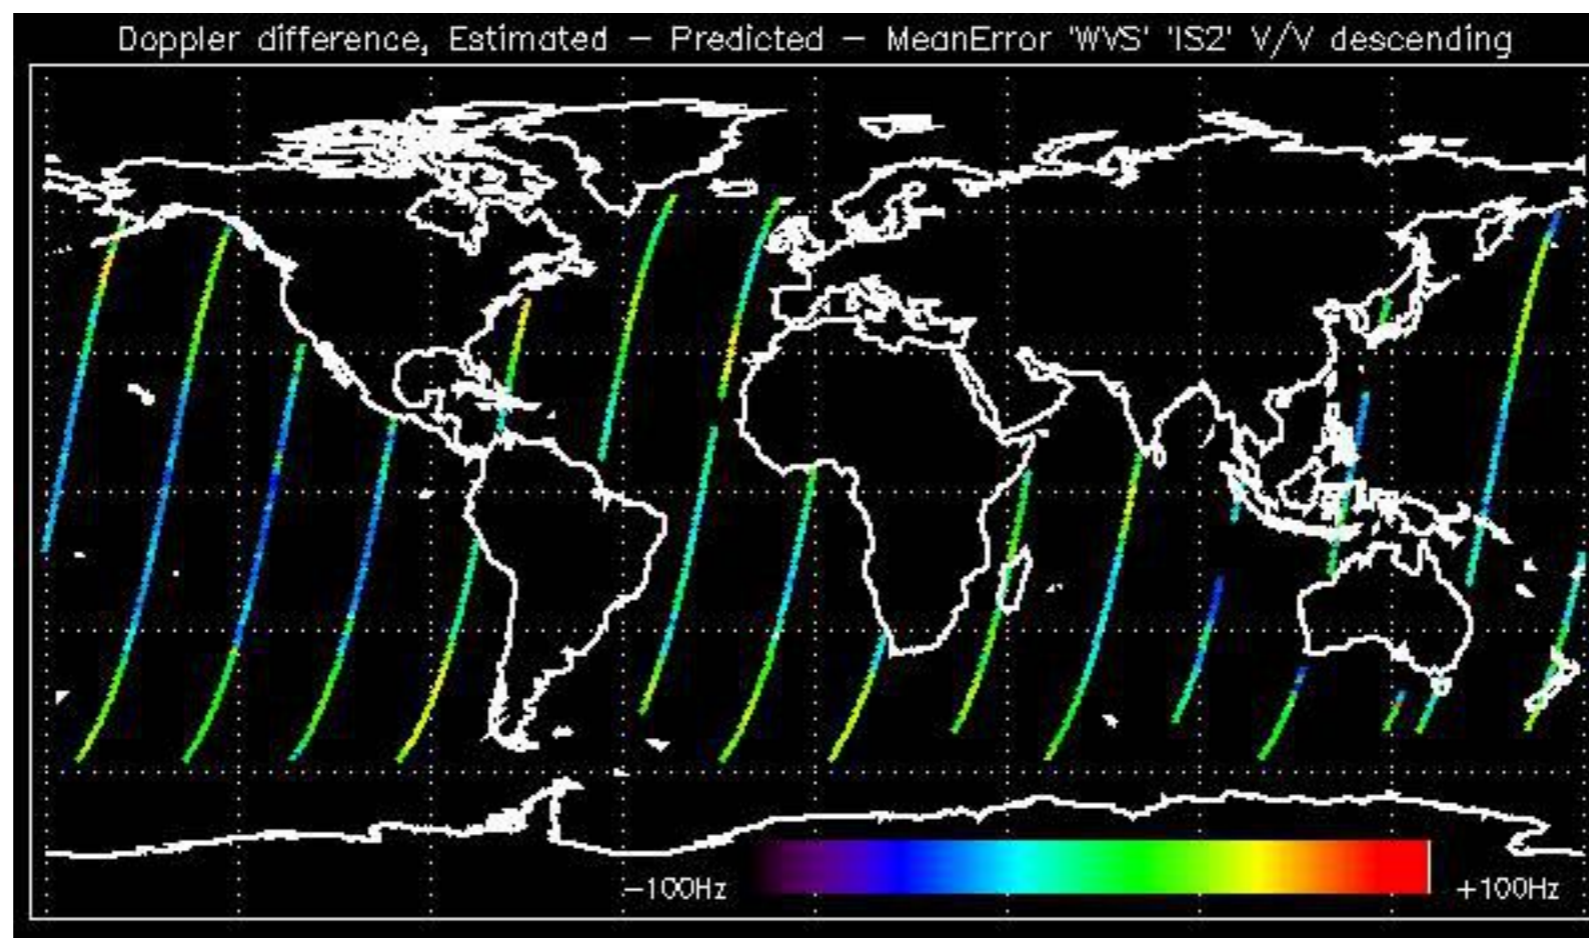 Doppler difference, Estimated – Predicted – MeanError 'WVS' 'IS2' V/V descending
-100Hz +100Hz